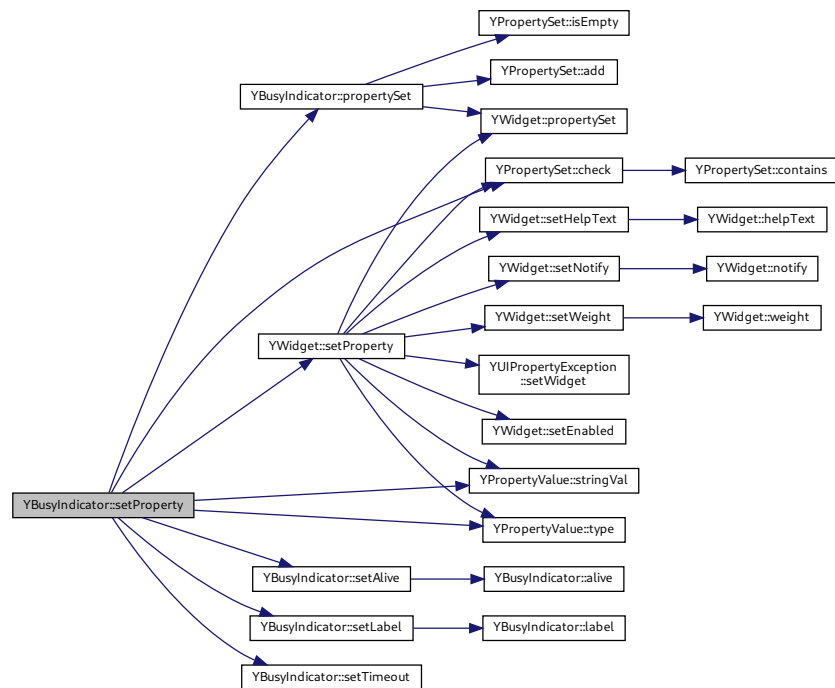 YPropertySet::isEmpty
YPropertySet::add
YBusyIndicator::propertySet
YWidget::propertySet
YPropertySet::check
YPropertySet::contains
YWidget::setHelpText
YWidget::helpText
YWidget::setNotify
YWidget::notify
YWidget::setWeight
YWidget::weight
YWidget::setProperty
YUIPropertyException
::setWidget
YWidget::setEnabled
YPropertyValue::stringVal
YBusyIndicator::setProperty
YPropertyValue::type
YBusyIndicator::setAlive
YBusyIndicator::alive
YBusyIndicator::setLabel
YBusyIndicator::label
YBusyIndicator::setTimeout